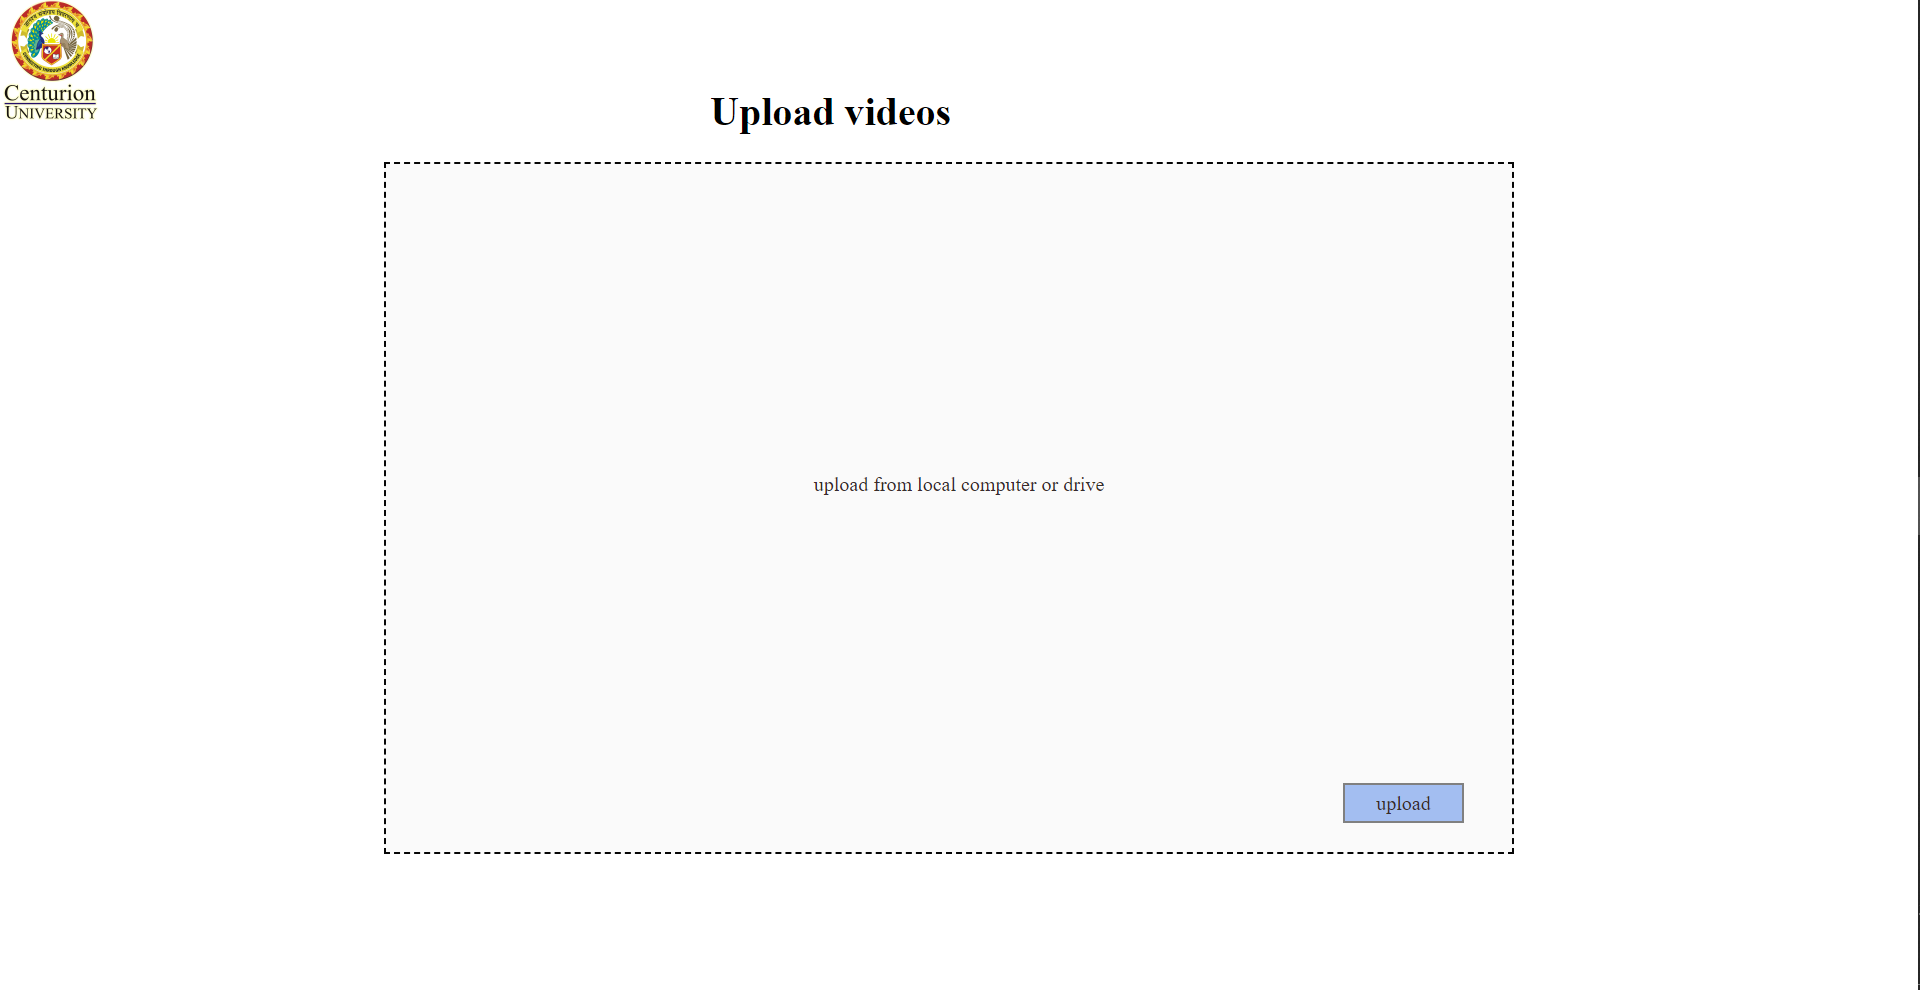 Centurion
UNIVERSITY
Upload videos
upload from local computer or drive
upload